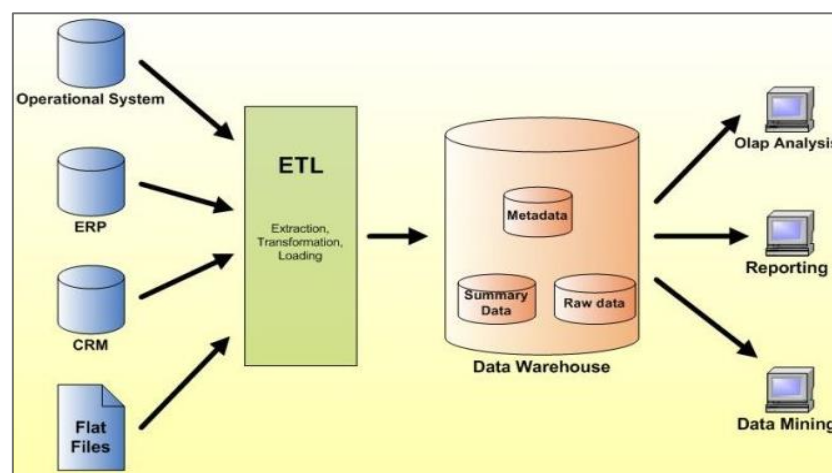 Operational System
ERP
CRM
Flat
Files
ETL
Extraction,
Transformation,
Loading
Metadata
Summary
Data
Raw data
Data Warehouse
Olap Analysis
Reporting
Data Mining